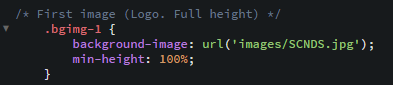 /* First image (Logo. Full height) */
.bgimg-1 {
background-image: url('images/SCNDS.jpg');
min-height: 100%;
}